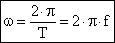 ω = 2·π / T = 2·π·f